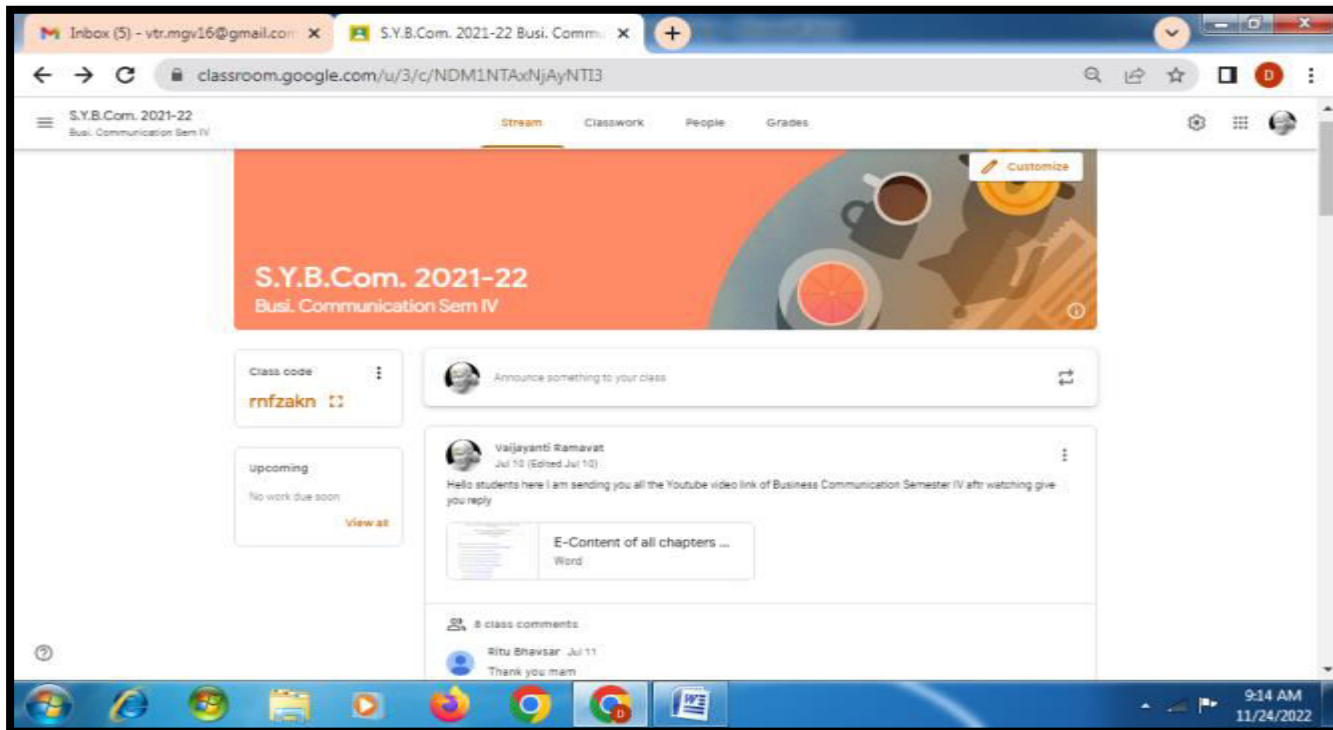 Inbox (5) - vtr.mgv16@gmail.com
S.Y.B.Com. 2021-22 Busi. Comm
classroom.google.com/u/3/c/NDM1NTAxNjAyNTI3
D
S.Y.B.Com. 2021-22
Busi. Communication Sem IV
Stream Classwork People Grades
Customize
S.Y.B.Com. 2021-22
Busi. Communication Sem IV
Class code
rnfzakn
Announce something to your class
Upcoming
No work due soon
View all
Vaijayanti Ramavat
Jul 10 (Edited Jul 10)
Hello students here I am sending you all the Youtube video link of Business Communication Semester IV aftr watching give
you reply
E-Content of all chapters ...
Word
8 class comments
Ritu Bhavsar Jul 11
Thank you mam
9:14 AM
11/24/2022